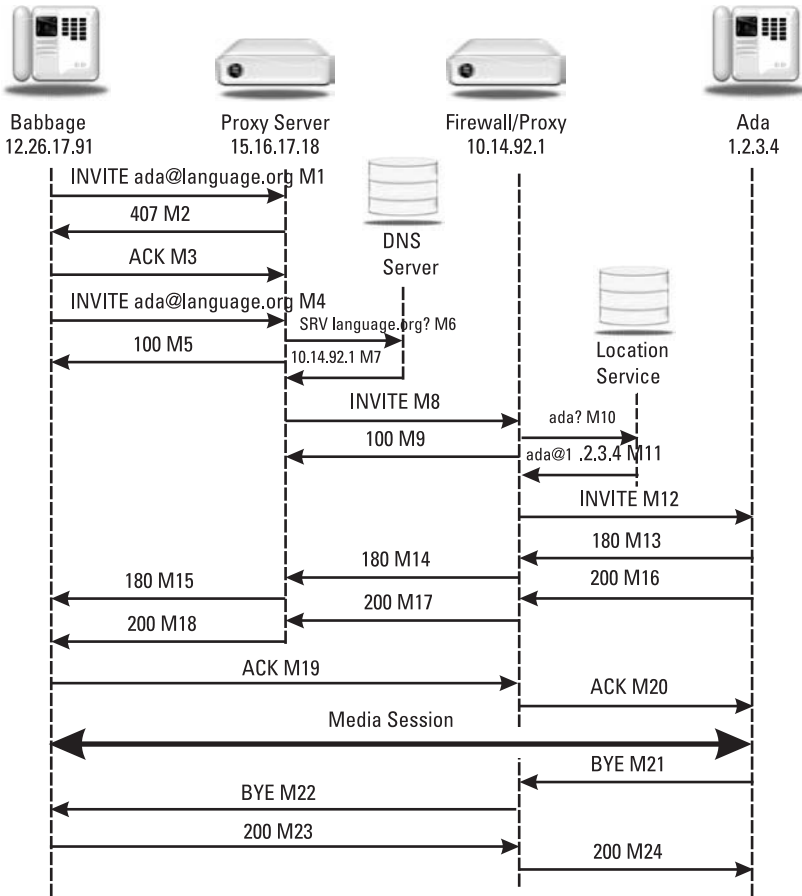 Babbage
12.26.17.91
Proxy Server
15.16.17.18
Firewall/Proxy
10.14.92.1
Ada
1.2.3.4
INVITE ada@language.org M1
407 M2
DNS
Server
ACK M3
INVITE ada@language.org M4
SRV language.org? M6
100 M5
10.14.92.1 M7
Location
Service
INVITE M8
ada? M10
100 M9
ada@1 .2.3.4 M11
INVITE M12
180 M13
180 M14
180 M15
200 M16
200 M17
200 M18
ACK M19
ACK M20
Media Session
BYE M21
BYE M22
200 M23
200 M24